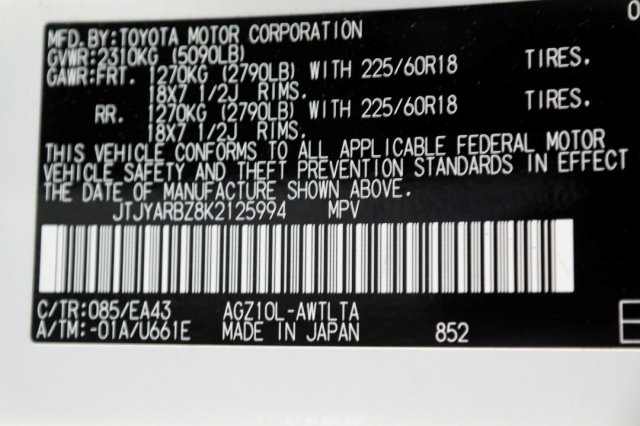 0
MFD.BY:TOYOTA MOTOR CORPORATION
GVWR:2310KG (5090LB)
GAWR:FRT. 1270KG (2790LB) WITH 225/60R18 TIRES.
18X7 1/2J RIMS.
RR. 1270KG (2790LB) WITH 225/60R18 TIRES.
18X7 1/2J RIMS.
THIS VEHICLE CONFORMS TO ALL APPLICABLE FEDERAL MOTOR
VEHICLE SAFETY AND THEFT PREVENTION STANDARDS IN EFFECT
THE DATE OF MANUFACTURE SHOWN ABOVE.
JTJYARBZ8K2125994 MPV
C/TR:085/EA43 AGZ10L-AWTLTA
A/TM:-01A/U661E MADE IN JAPAN 852